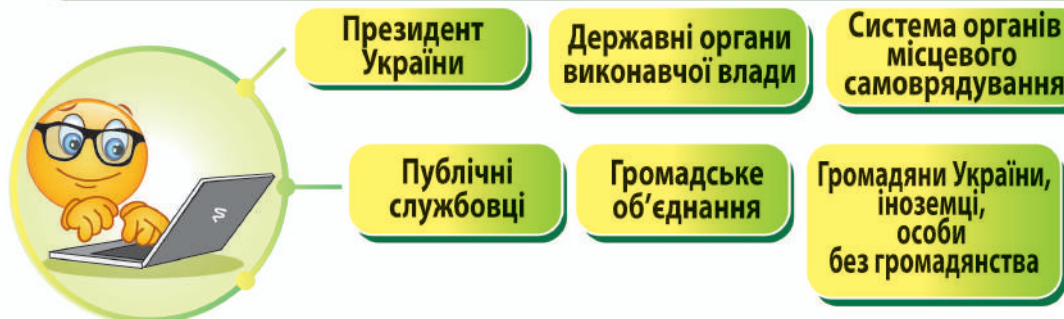 Президент
України
Державні органи
виконавчої влади
Система органів
місцевого
самоврядування
Публічні
службовці
Громадське
об’єднання
Громадяни України,
іноземці,
особи
без громадянства